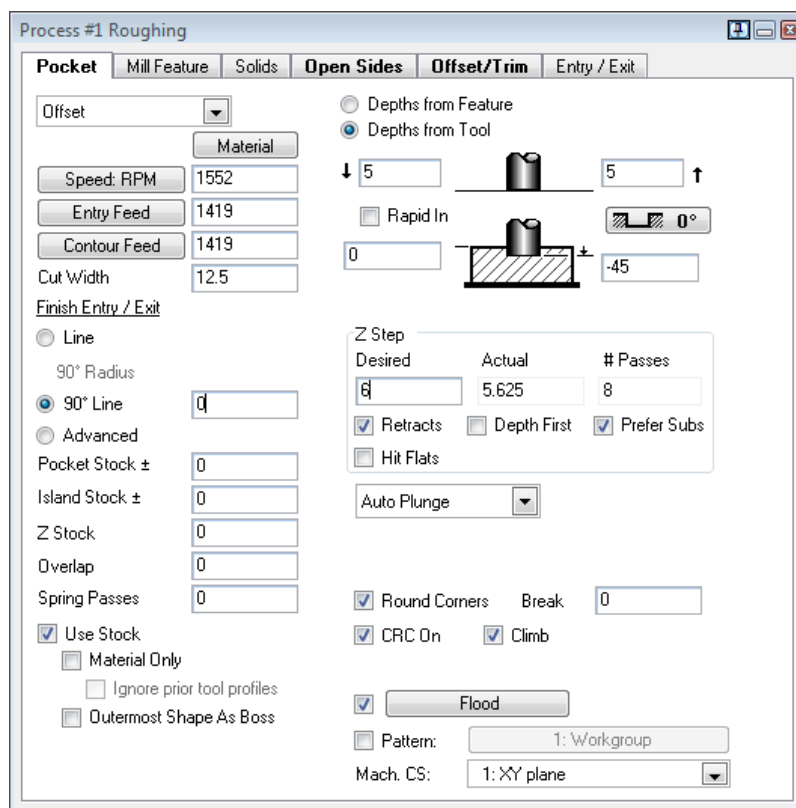 Process #1 Roughing
Pocket Mill Feature Solids Open Sides Offset/Trim Entry / Exit
Offset
Material
Speed: RPM 1552
Entry Feed 1419
Contour Feed 1419
Cut Width 12.5
Finish Entry / Exit
Line
90° Radius
90° Line 0
Advanced
Pocket Stock ± 0
Island Stock ± 0
Z Stock 0
Overlap 0
Spring Passes 0
Use Stock
Material Only
Ignore prior tool profiles
Outermost Shape As Boss
Depths from Feature
Depths from Tool
5 5
Rapid In 0°
0 -45
Z Step
Desired Actual # Passes
6 5.625 8
Retracts Depth First Prefer Subs
Hit Flats
Auto Plunge
Round Corners Break 0
CRC On Climb
Flood
Pattern: 1: Workgroup
Mach. CS: 1: XY plane